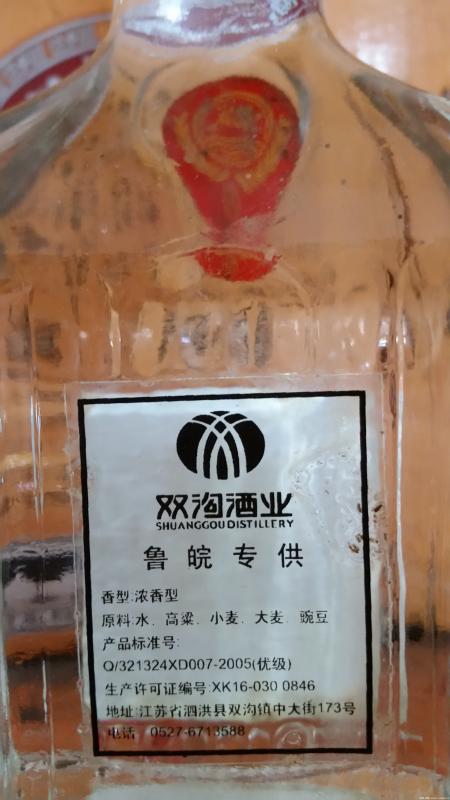 双沟酒业
SHUANGGOU DISTILLERY
鲁皖专供
香型:浓香型
原料:水、高粱、小麦、大麦、豌豆
产品标准号:
Q/321324XD007-2005(优级)
生产许可证编号:XK16-030 0846
地址:江苏省泗洪县双沟镇中大街173号
电话 0527-6713588